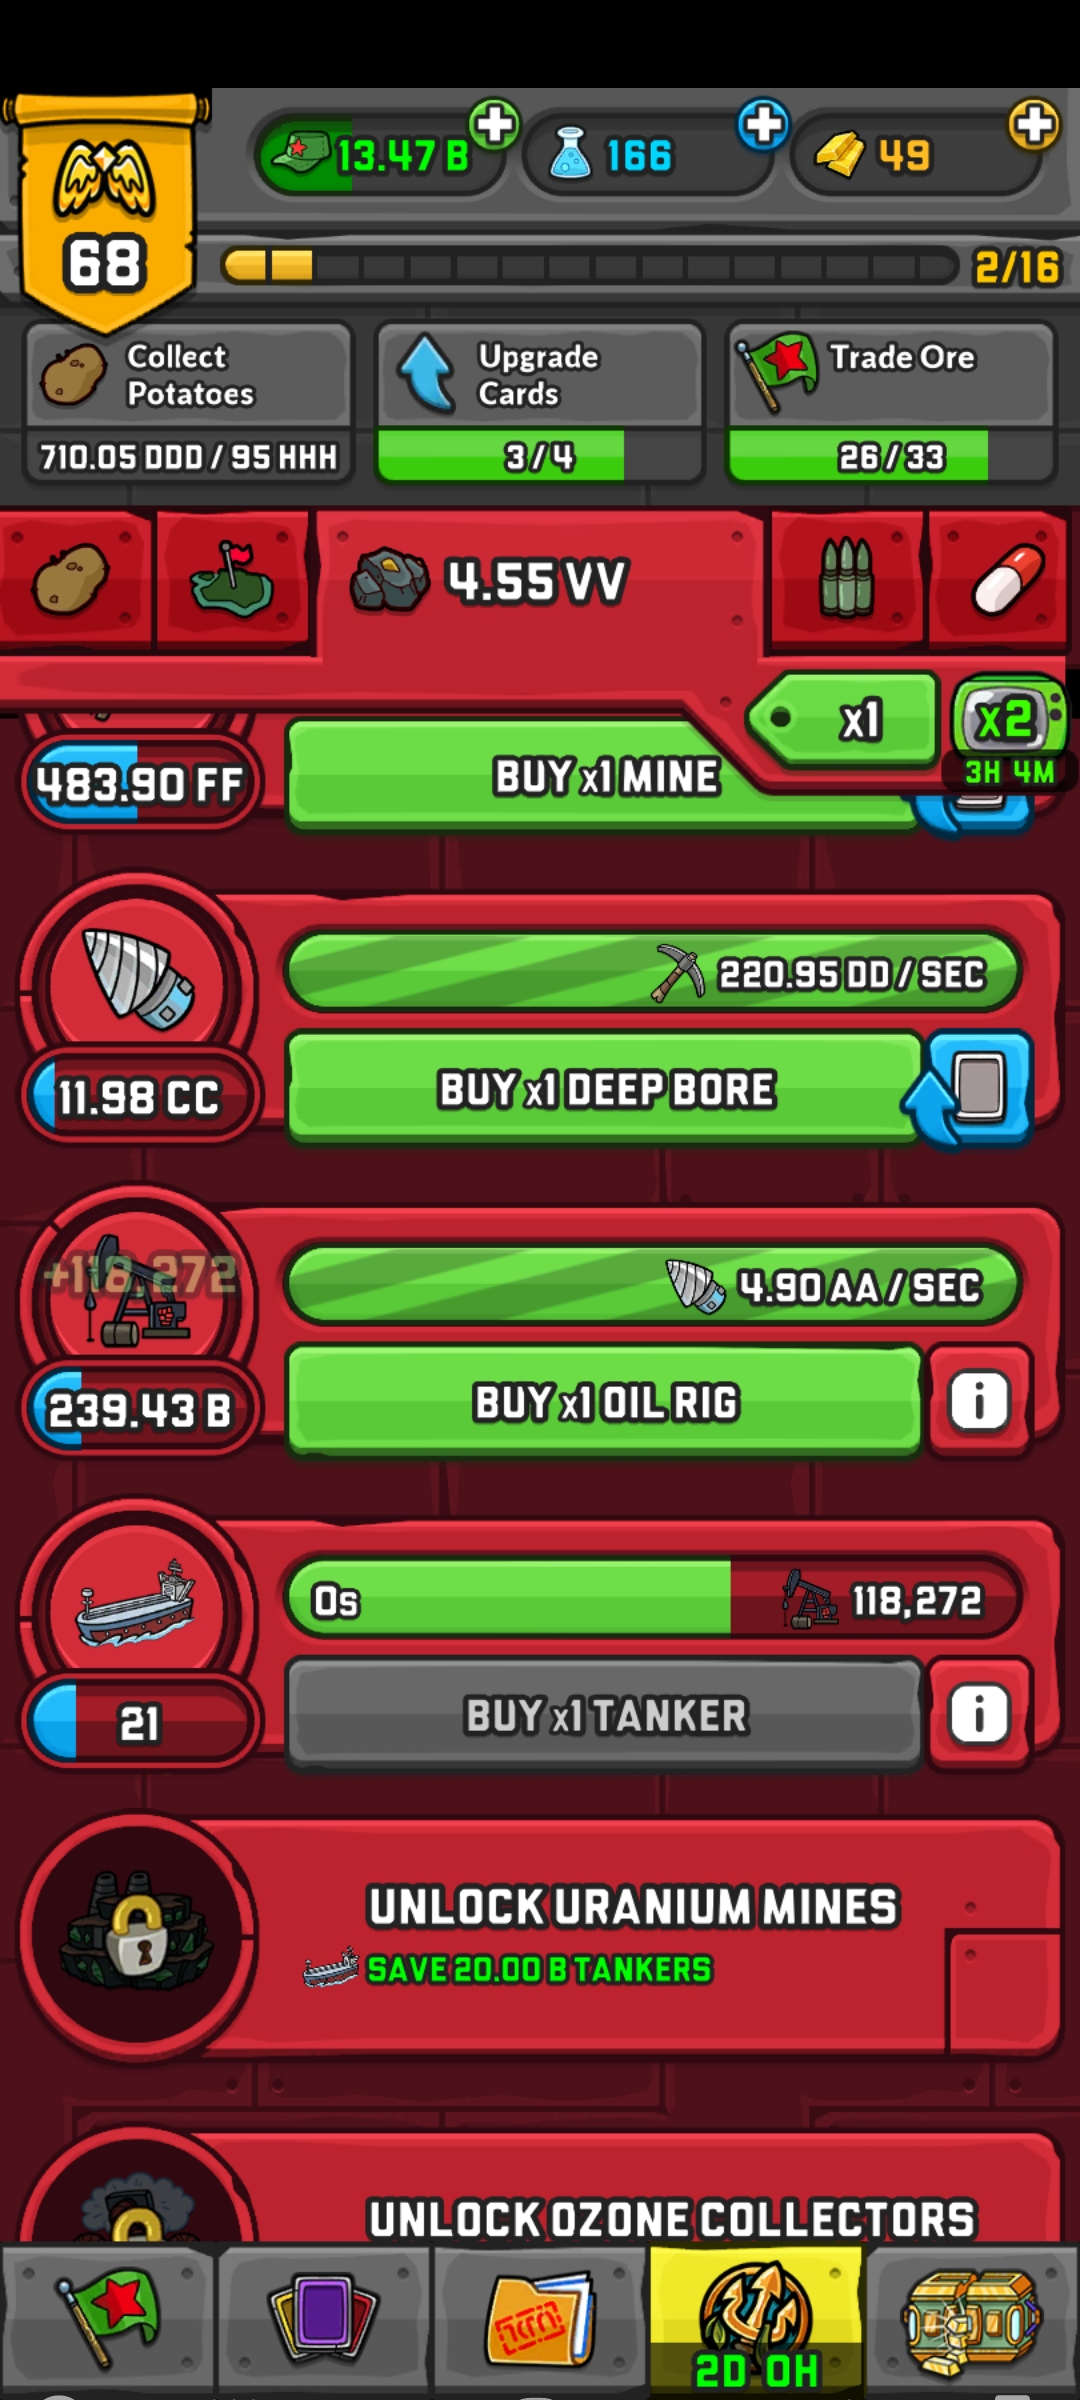 13.47 B
166
49
68
2/16
Collect
Potatoes
Upgrade
Cards
Trade Ore
710.05 DDD / 95 HHH
3/4
26/33
4.55 VV
x1
x2
3H 4M
483.90 FF
BUY x1 MINE
220.95 DD / SEC
11.98 CC
BUY x1 DEEP BORE
+118,272
4.90 AA / SEC
239.43 B
BUY x1 OIL RIG
i
0s
118,272
21
BUY x1 TANKER
i
UNLOCK URANIUM MINES
SAVE 20.00 B TANKERS
UNLOCK OZONE COLLECTORS
2D 0H